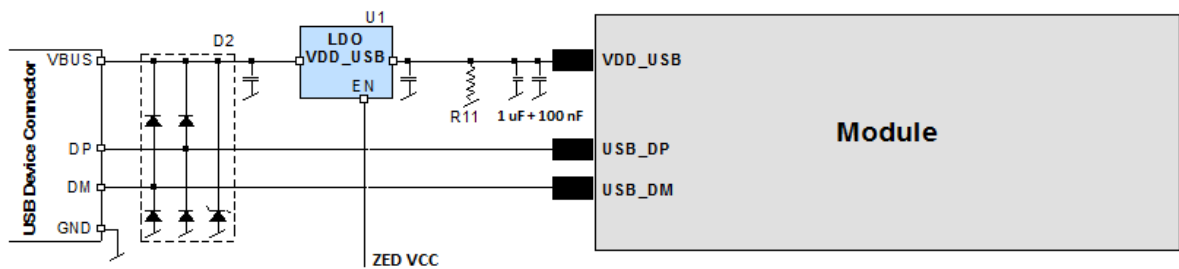 U1
D2
LDO
VDD_USB
VBUS
VDD_USB
EN
R11
1 uF + 100 nF
USB Device Connector
Module
DP
USB_DP
DM
USB_DM
GND
ZED VCC